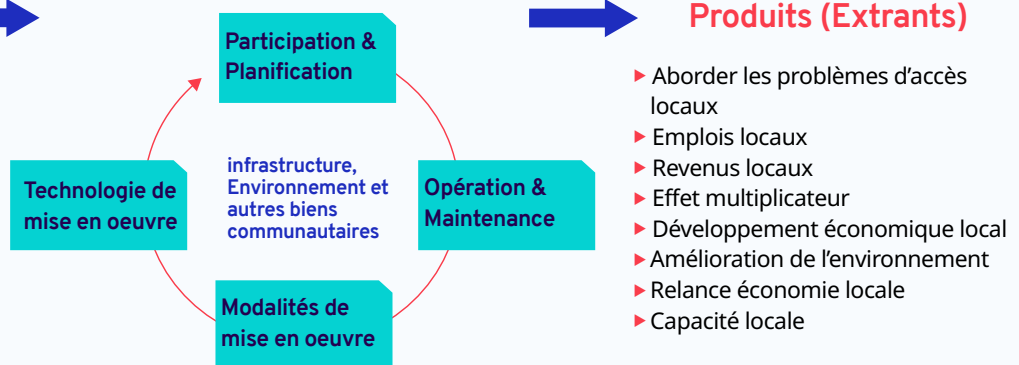 Participation &
Planification
infrastructure,
Environnement et
autres biens
communautaires
Technologie de
mise en oeuvre
Opération &
Maintenance
Modalités de
mise en oeuvre
Produits (Extrants)
Aborder les problèmes d’accès
locaux
Emplois locaux
Revenus locaux
Effet multiplicateur
Développement économique local
Amélioration de l’environnement
Relance économie locale
Capacité locale